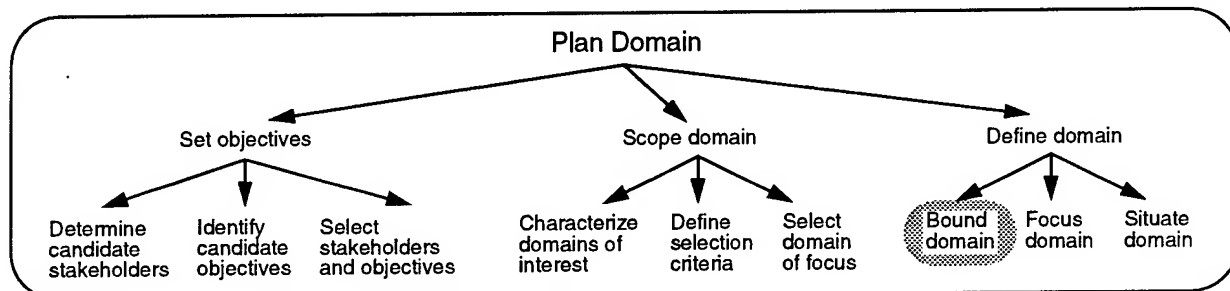 Plan Domain
Set objectives
Scope domain
Define domain
Determine
candidate
stakeholders
Identify
candidate
objectives
Select
stakeholders
and objectives
Characterize
domains of
interest
Define
selection
criteria
Select
domain
of focus
Bound
domain
Focus
domain
Situate
domain